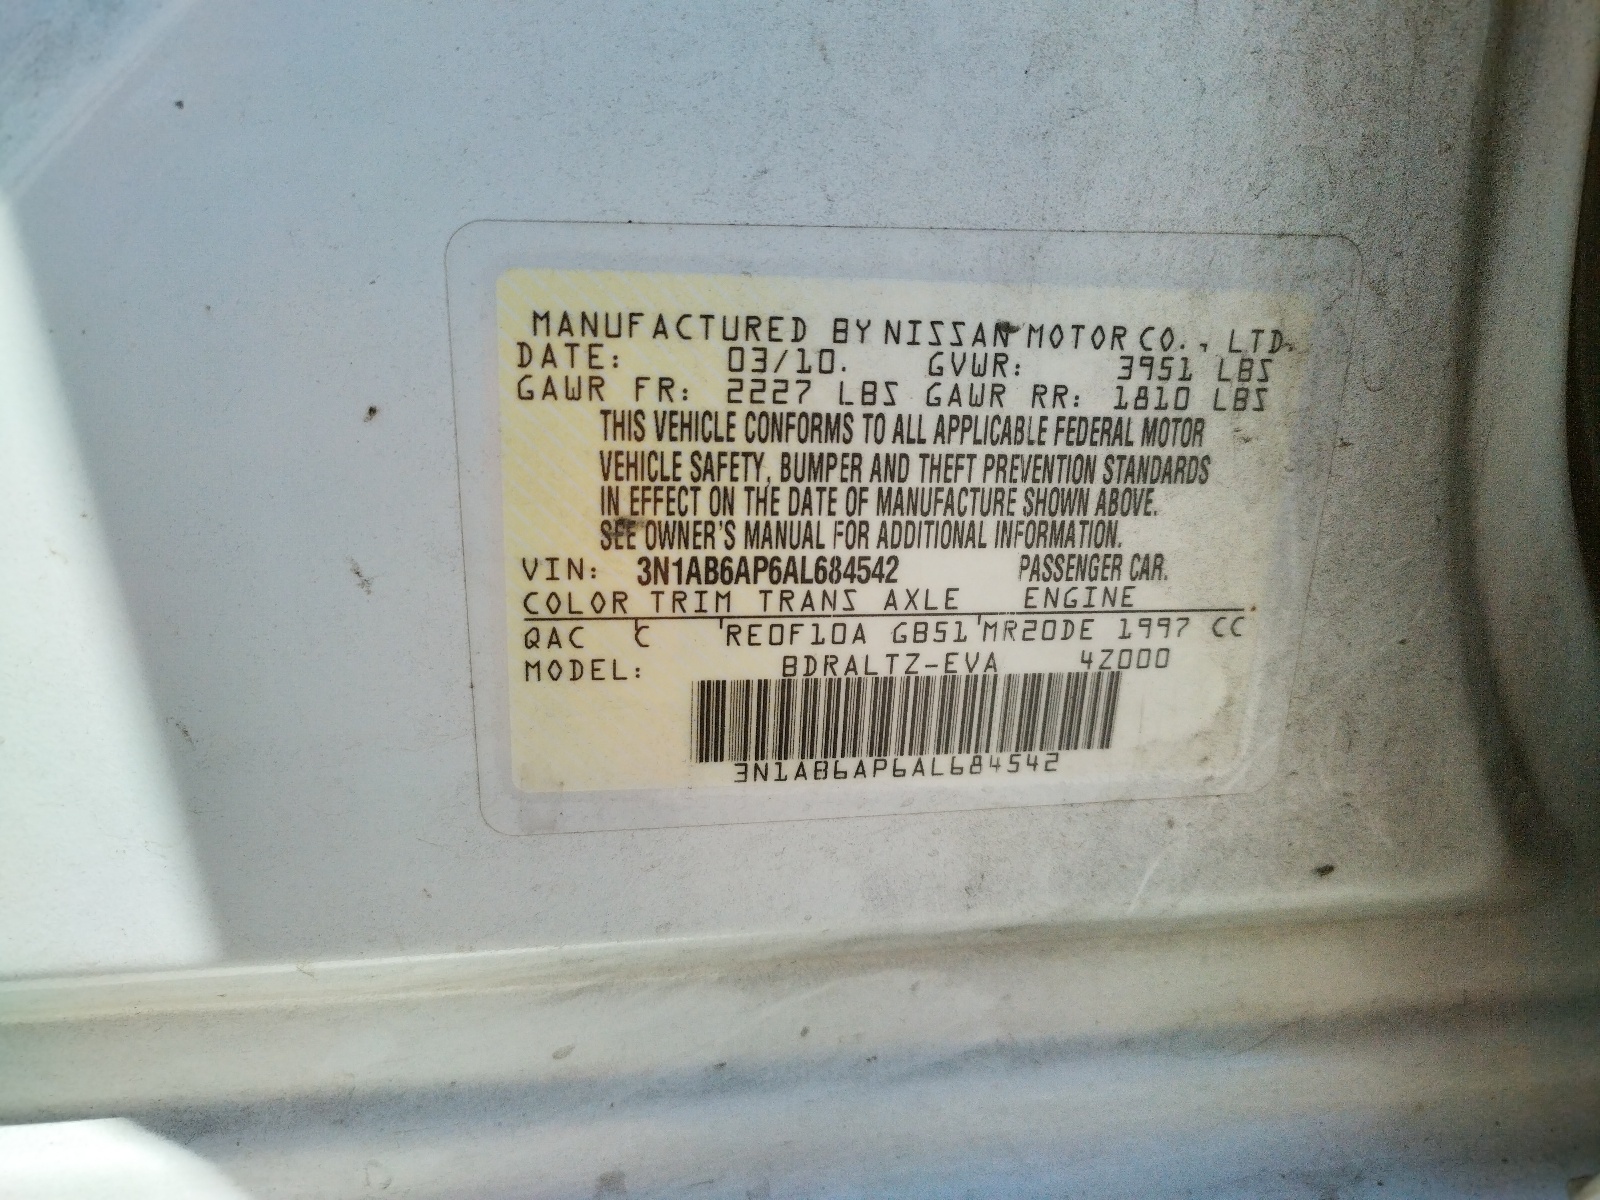 MANUFACTURED BY NISSAN MOTOR CO., LTD.
DATE: 03/10. GVWR: 3951 LBS
GAWR FR: 2227 LBS GAWR RR: 1810 LBS
THIS VEHICLE CONFORMS TO ALL APPLICABLE FEDERAL MOTOR
VEHICLE SAFETY, BUMPER AND THEFT PREVENTION STANDARDS
IN EFFECT ON THE DATE OF MANUFACTURE SHOWN ABOVE.
SEE OWNER'S MANUAL FOR ADDITIONAL INFORMATION.
VIN: 3N1AB6AP6AL684542 PASSENGER CAR.
COLOR TRIM TRANS AXLE ENGINE
QAC C RE0F10A GB51 MR20DE 1997 CC
MODEL: BDRALTZ-EVA 4Z000
3N1AB6AP6AL684542